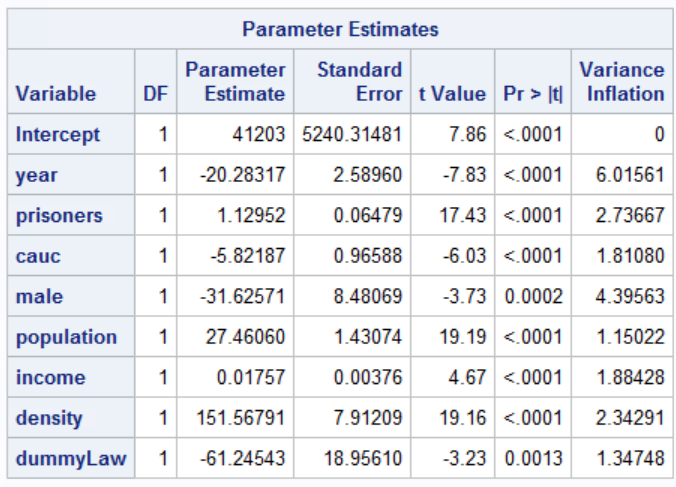 Parameter Estimates
Variable DF Parameter Estimate Standard Error t Value Pr > |t| Variance Inflation
Intercept 1 41203 5240.31481 7.86 <.0001 0
year 1 -20.28317 2.58960 -7.83 <.0001 6.01561
prisoners 1 1.12952 0.06479 17.43 <.0001 2.73667
cauc 1 -5.82187 0.96588 -6.03 <.0001 1.81080
male 1 -31.62571 8.48069 -3.73 0.0002 4.39563
population 1 27.46060 1.43074 19.19 <.0001 1.15022
income 1 0.01757 0.00376 4.67 <.0001 1.88428
density 1 151.56791 7.91209 19.16 <.0001 2.34291
dummyLaw 1 -61.24543 18.95610 -3.23 0.0013 1.34748